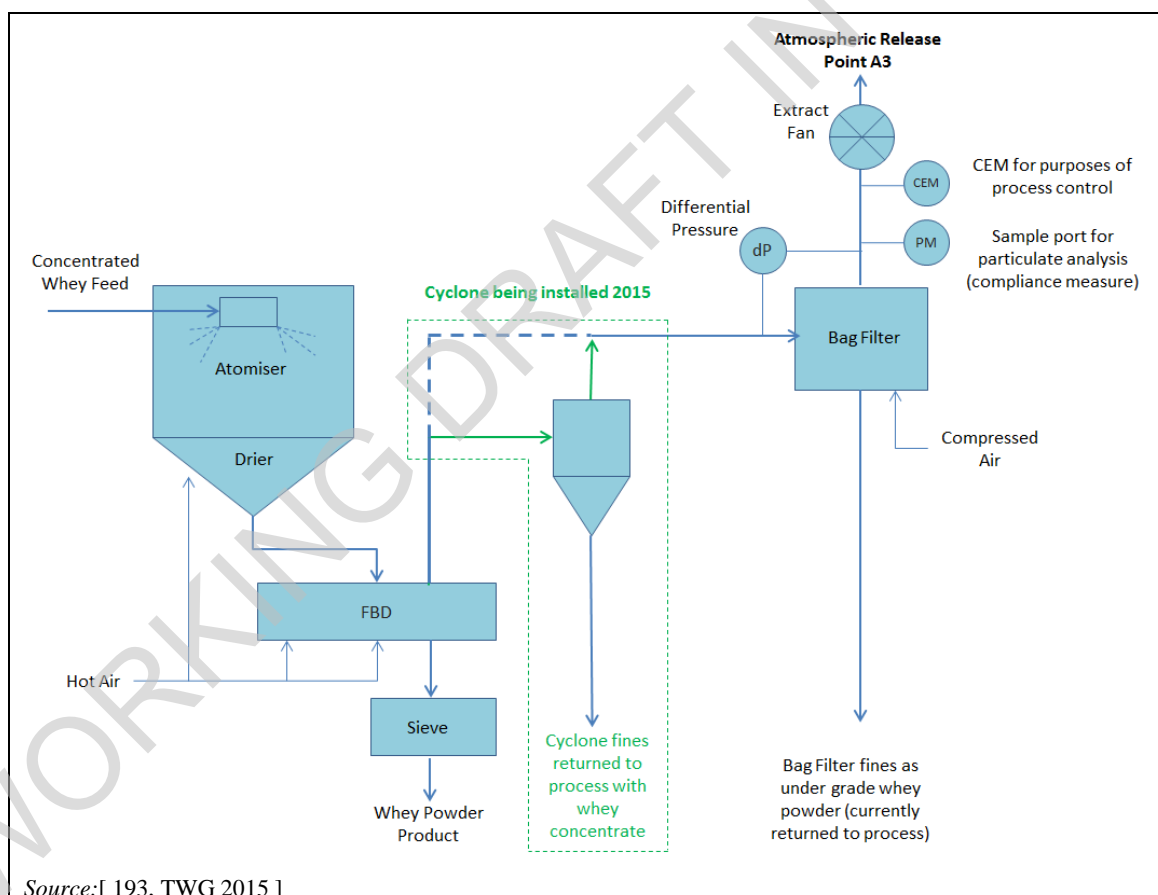 Atmospheric Release
Point A3
Extract
Fan
CEM
CEM for purposes of
process control
Differential
Pressure
dP
PM
Sample port for
particulate analysis
(compliance measure)
Concentrated
Whey Feed
Cyclone being installed 2015
Atomiser
Bag Filter
Drier
Compressed
Air
FBD
Hot Air
Sieve
Cyclone fines
returned to
process with
whey
concentrate
Bag Filter fines as
under grade whey
powder (currently
returned to process)
Whey Powder
Product
Source:[ 193, TWG 2015 ]
WORKING DRAFT IN